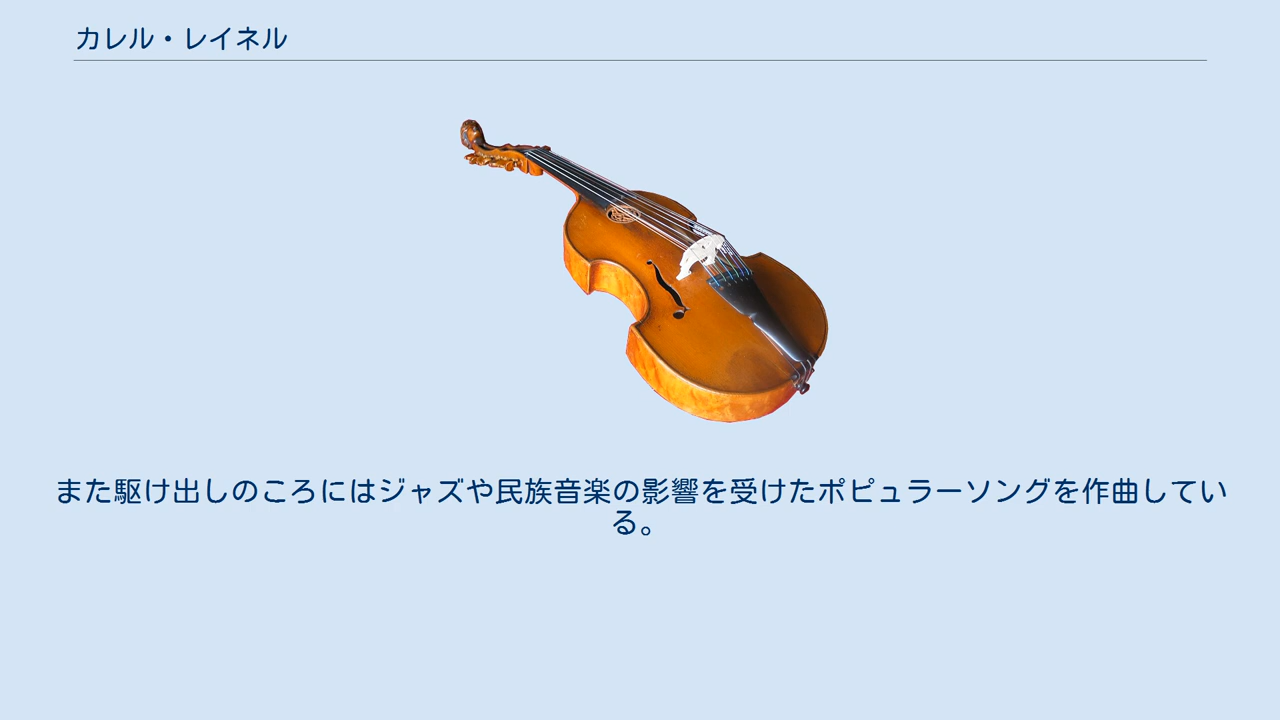 カレル・レイネル
また駆け出しのころにはジャズや民族音楽の影響を受けたポピュラーソングを作曲してい
る。